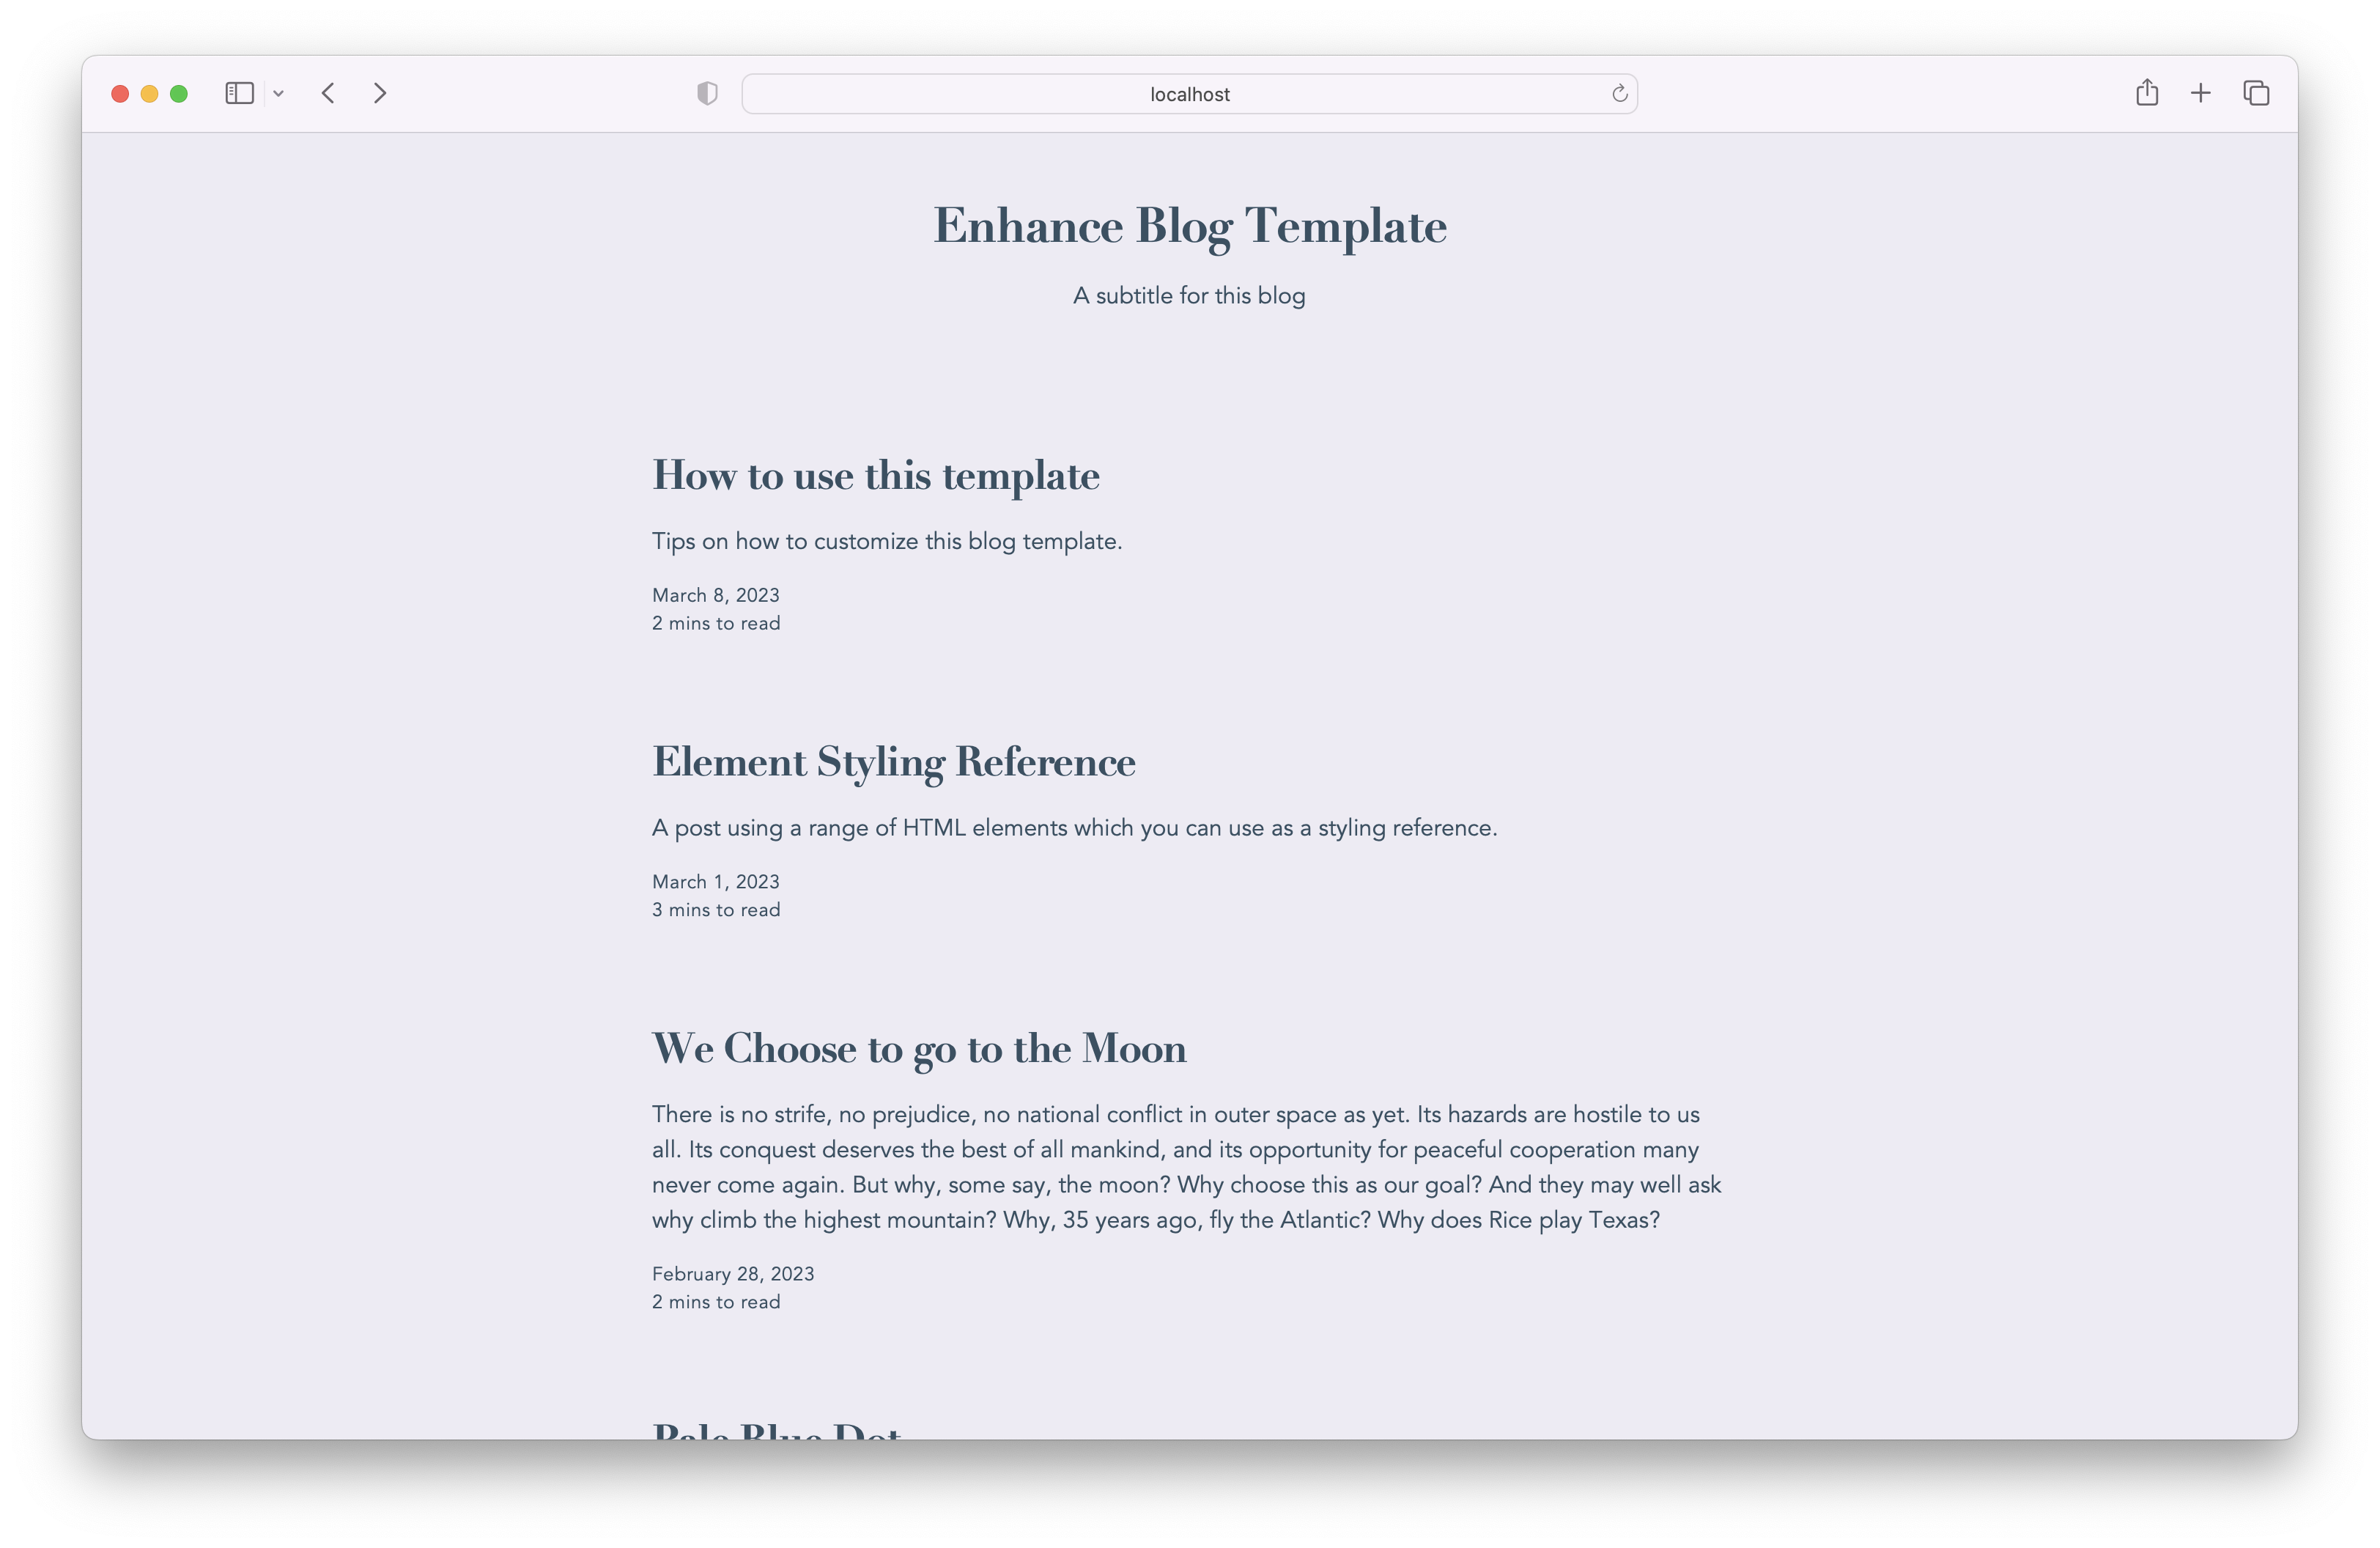 localhost
Enhance Blog Template
A subtitle for this blog
How to use this template
Tips on how to customize this blog template.
March 8, 2023
2 mins to read
Element Styling Reference
A post using a range of HTML elements which you can use as a styling reference.
March 1, 2023
3 mins to read
We Choose to go to the Moon
There is no strife, no prejudice, no national conflict in outer space as yet. Its hazards are hostile to us
all. Its conquest deserves the best of all mankind, and its opportunity for peaceful cooperation many
never come again. But why, some say, the moon? Why choose this as our goal? And they may well ask
why climb the highest mountain? Why, 35 years ago, fly the Atlantic? Why does Rice play Texas?
February 28, 2023
2 mins to read
Pale Blue Dot